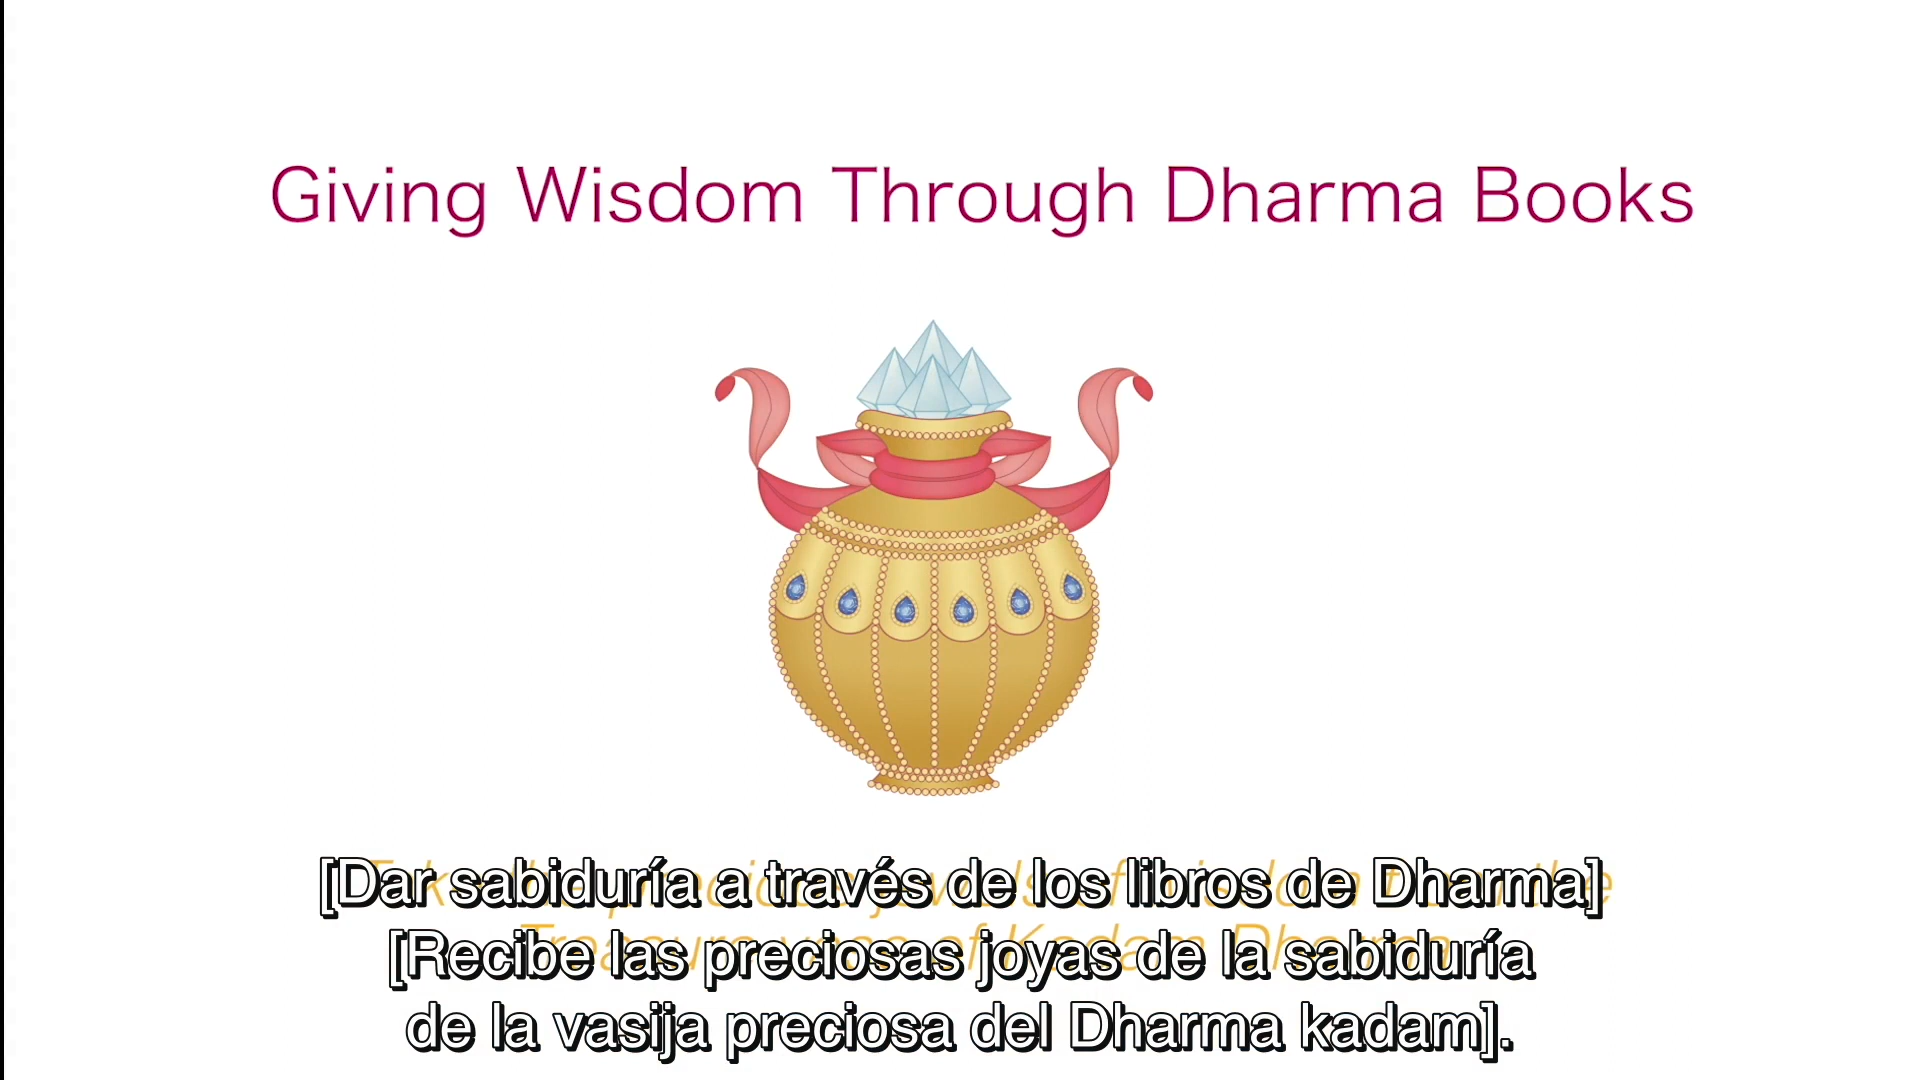 Giving Wisdom Through Dharma Books
[Dar sabiduría a través de los libros de Dharma]
[Recibe las preciosas joyas de la sabiduría
de la vasija preciosa del Dharma kadam].